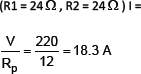 (R1 = 24 Ω , R2 = 24 Ω ) I =
V/Rp = 220/12 = 18.3 A